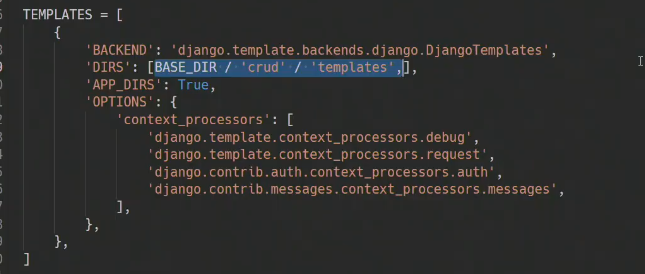 TEMPLATES = [
    {
        'BACKEND': 'django.template.backends.django.DjangoTemplates',
        'DIRS': [BASE_DIR / 'crud' / 'templates',],
        'APP_DIRS': True,
        'OPTIONS': {
            'context_processors': [
                'django.template.context_processors.debug',
                'django.template.context_processors.request',
                'django.contrib.auth.context_processors.auth',
                'django.contrib.messages.context_processors.messages',
            ],
        },
    },
]